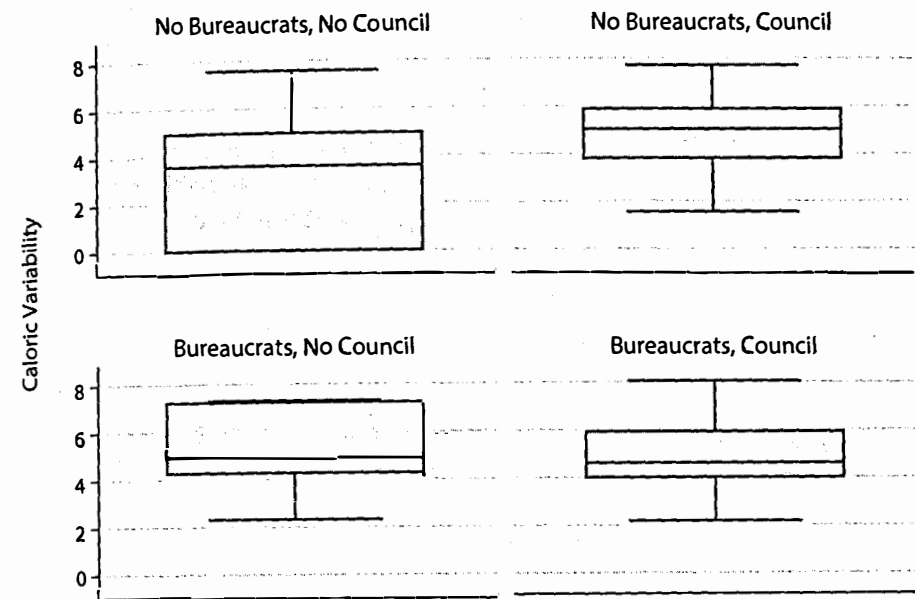 No Bureaucrats, No Council
No Bureaucrats, Council
8
6
4
2
0
Caloric Variability
Bureaucrats, No Council
Bureaucrats, Council
8
6
4
2
0